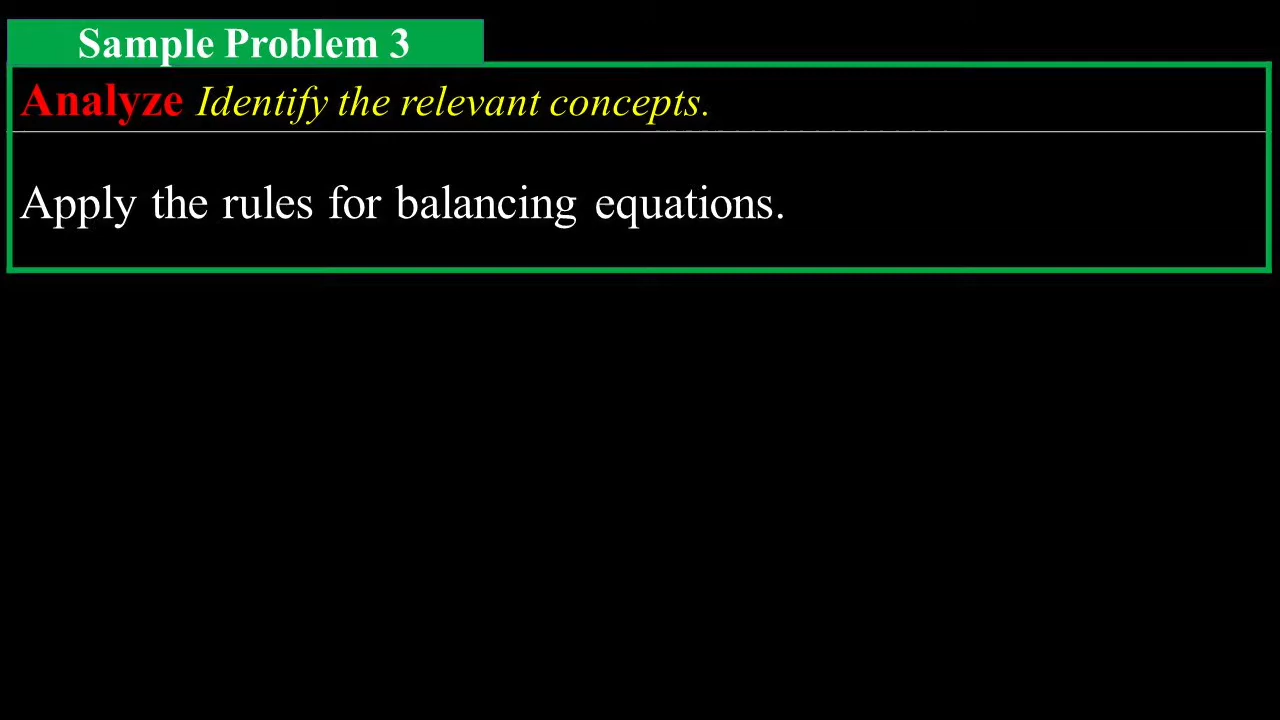 Sample Problem 3
Analyze Identify the relevant concepts.
Apply the rules for balancing equations.